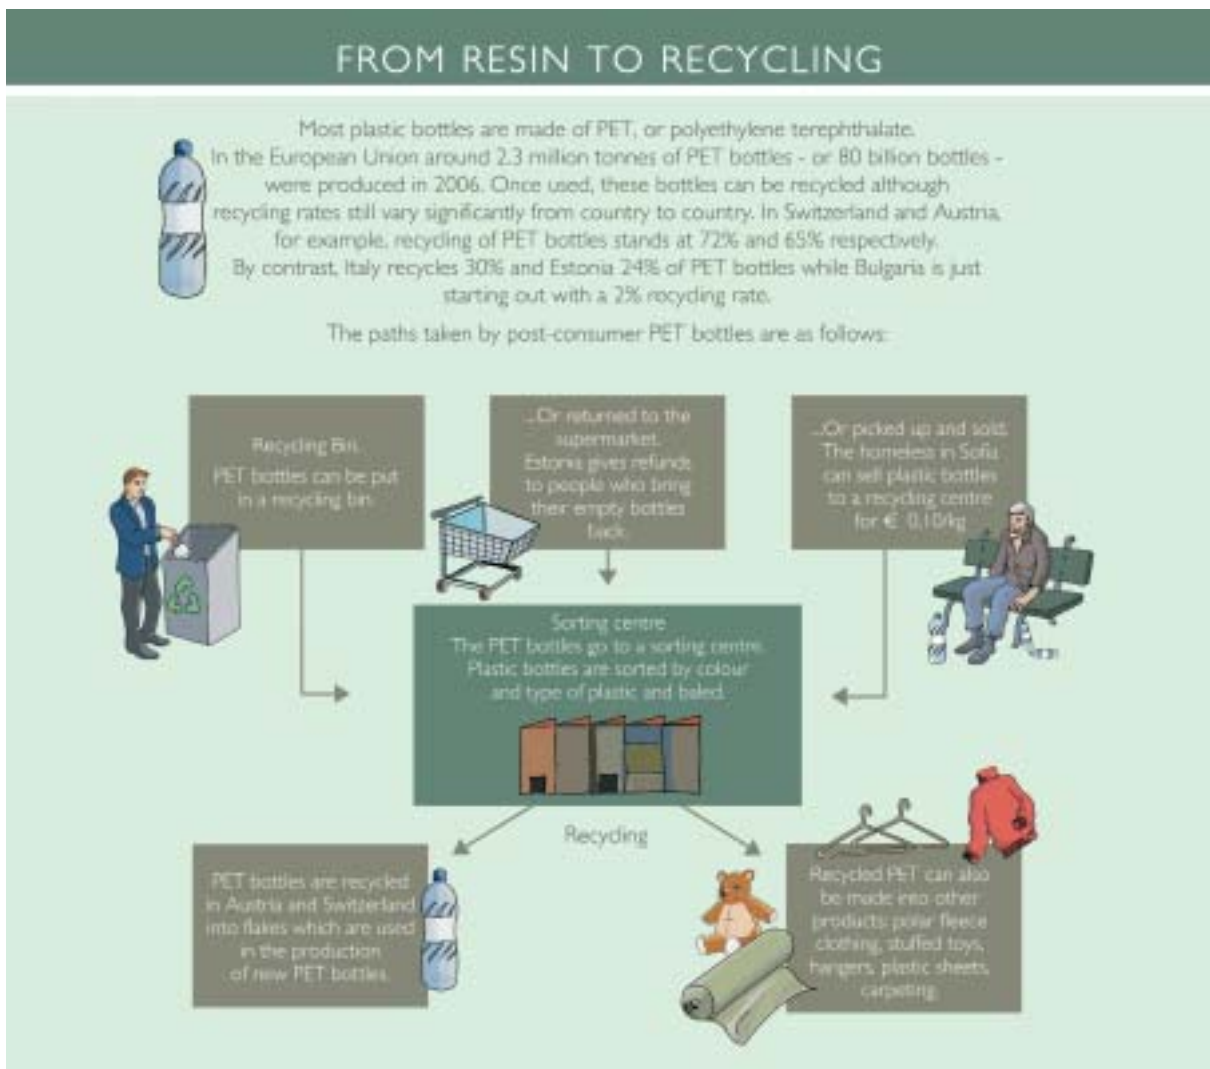 FROM RESIN TO RECYCLING
Most plastic bottles are made of PET, or polyethylene terephthalate.
In the European Union around 2.3 million tonnes of PET bottles - or 80 billion bottles -
were produced in 2006. Once used, these bottles can be recycled although
recycling rates still vary significantly from country to country. In Switzerland and Austria,
for example, recycling of PET bottles stands at 72% and 65% respectively.
By contrast, Italy recycles 30% and Estonia 24% of PET bottles while Bulgaria is just
starting out with a 2% recycling rate.
The paths taken by post-consumer PET bottles are as follows:
Recycling Bin.
PET bottles can be put
in a recycling bin.
...Or returned to the
supermarket.
Estonia gives refunds
to people who bring
their empty bottles
back.
...Or picked up and sold.
The homeless in Sofia
can sell plastic bottles
to a recycling centre
for € 0,10/kg
Sorting centre
The PET bottles go to a sorting centre.
Plastic bottles are sorted by colour
and type of plastic and baled.
Recycling
PET bottles are recycled
in Austria and Switzerland
into flakes which are used
in the production
of new PET bottles.
Recycled PET can also
be made into other
products: polar fleece
clothing, stuffed toys,
hangers, plastic sheets,
carpeting.